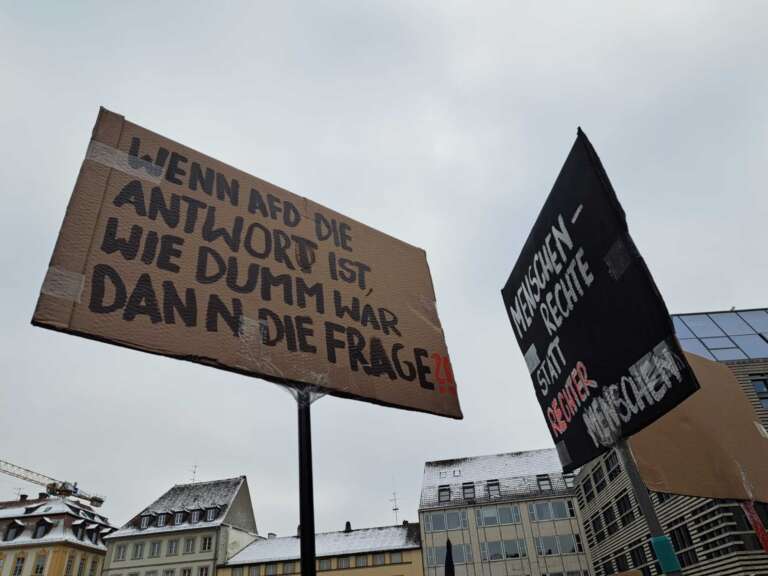 WENN AFD DIE
ANTWORT IST,
WIE DUMM WAR
DANN DIE FRAGE?!
MENSCHEN-
RECHTE
STATT
RECHTER
MENSCHEN